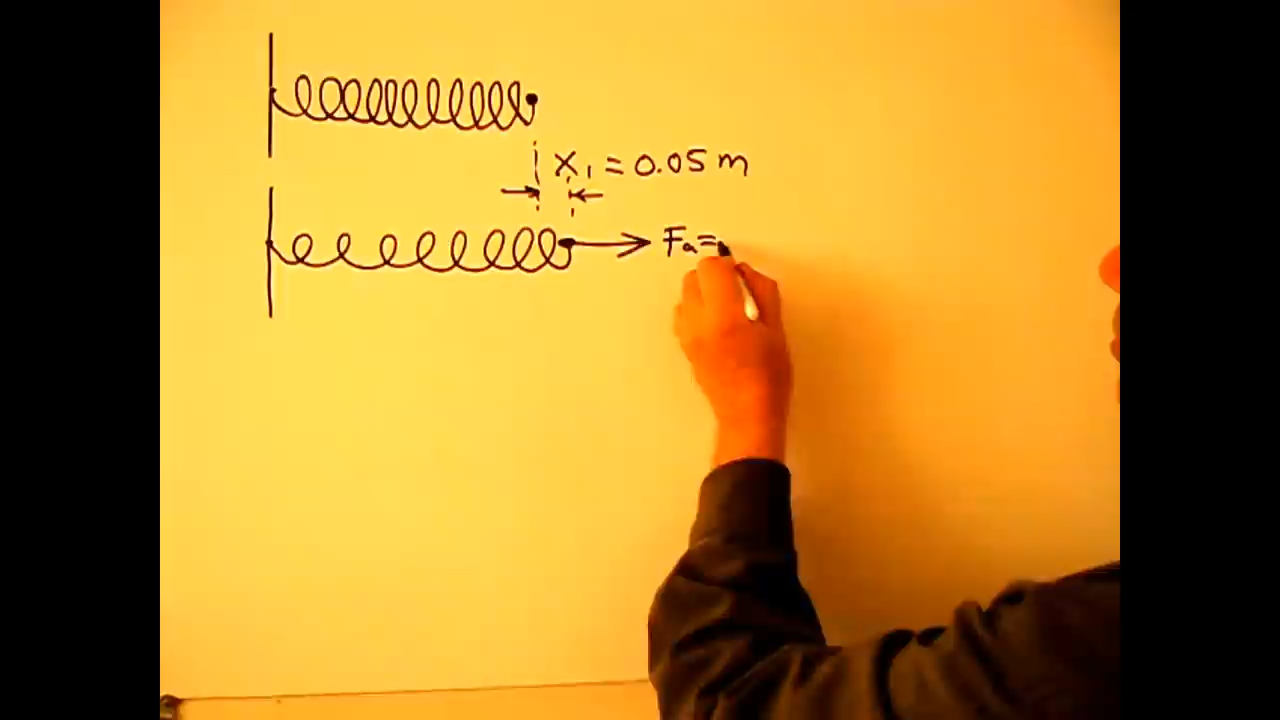 X₁ = 0.05 m
Fa =